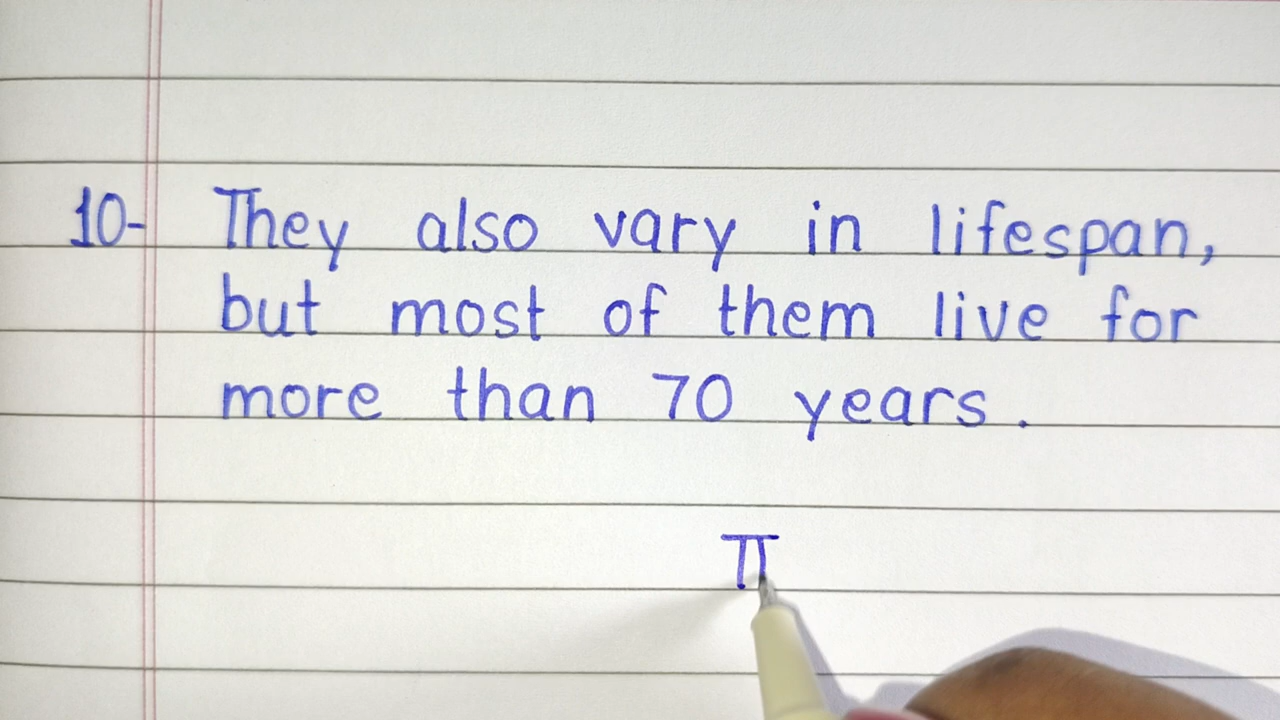 10- They also vary in lifespan,
but most of them live for
more than 70 years.